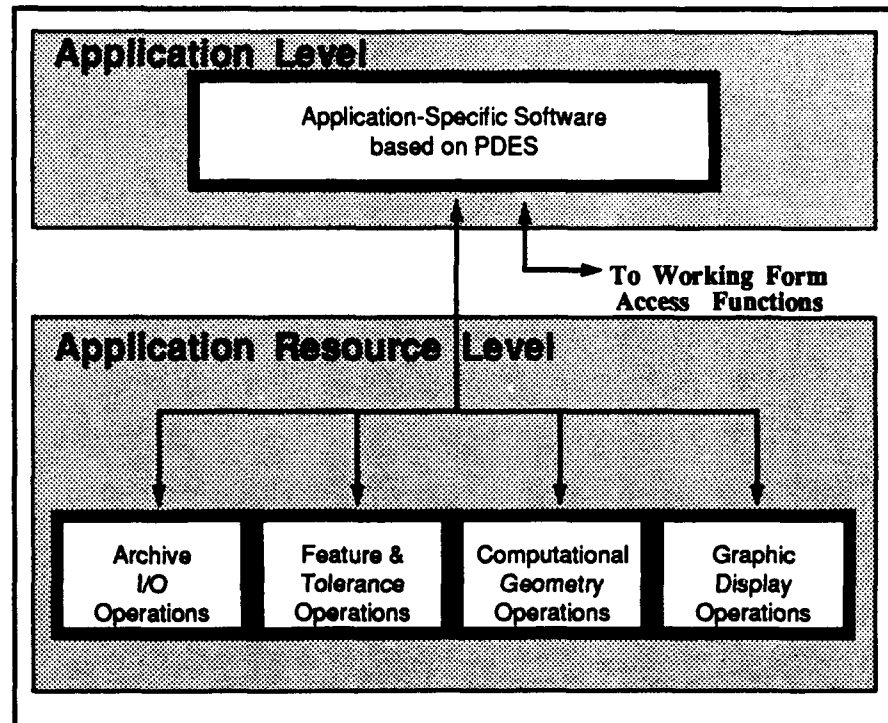 Application Level
Application-Specific Software
based on PDES
To Working Form
Access Functions
Application Resource Level
Archive
I/O
Operations
Feature &
Tolerance
Operations
Computational
Geometry
Operations
Graphic
Display
Operations